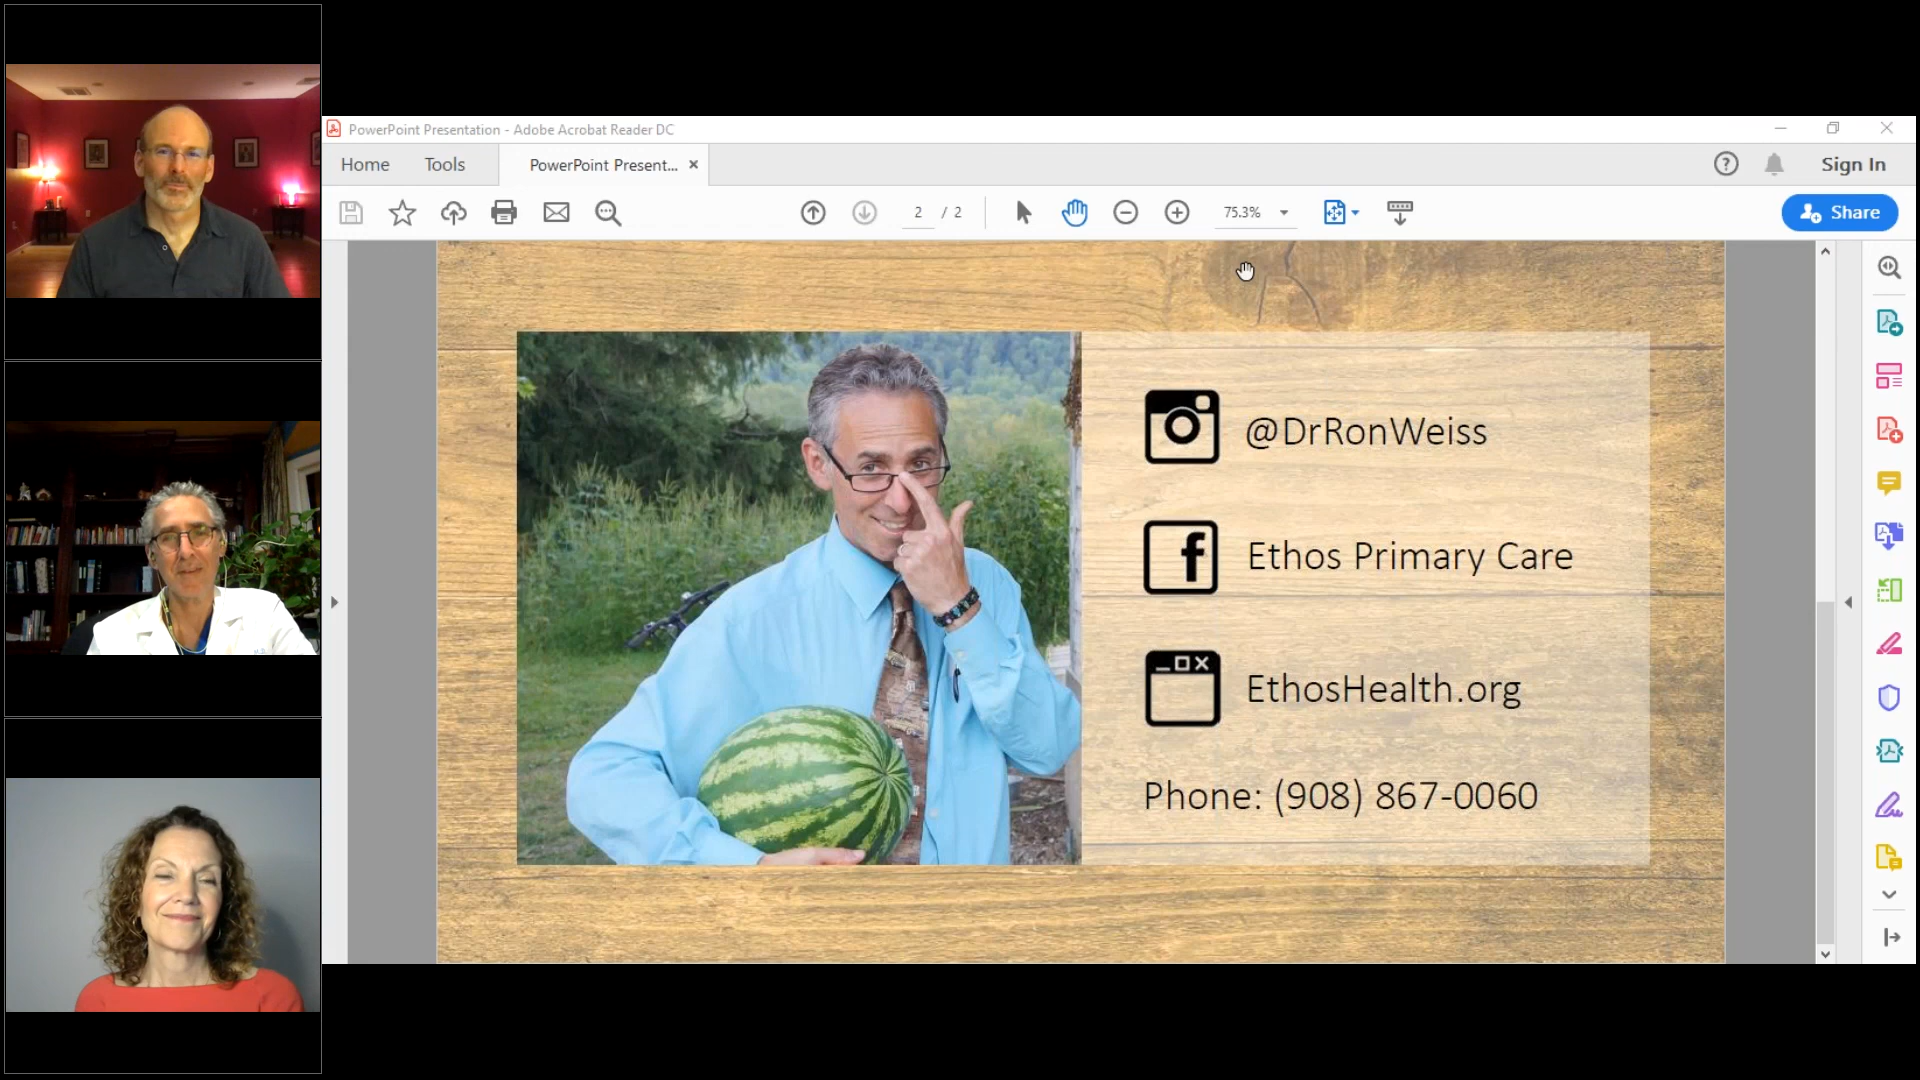 PowerPoint Presentation - Adobe Acrobat Reader DC
Home
Tools
PowerPoint Present...
Sign In
2 / 2
75.3%
Share
@DrRonWeiss
Ethos Primary Care
EthosHealth.org
Phone: (908) 867-0060